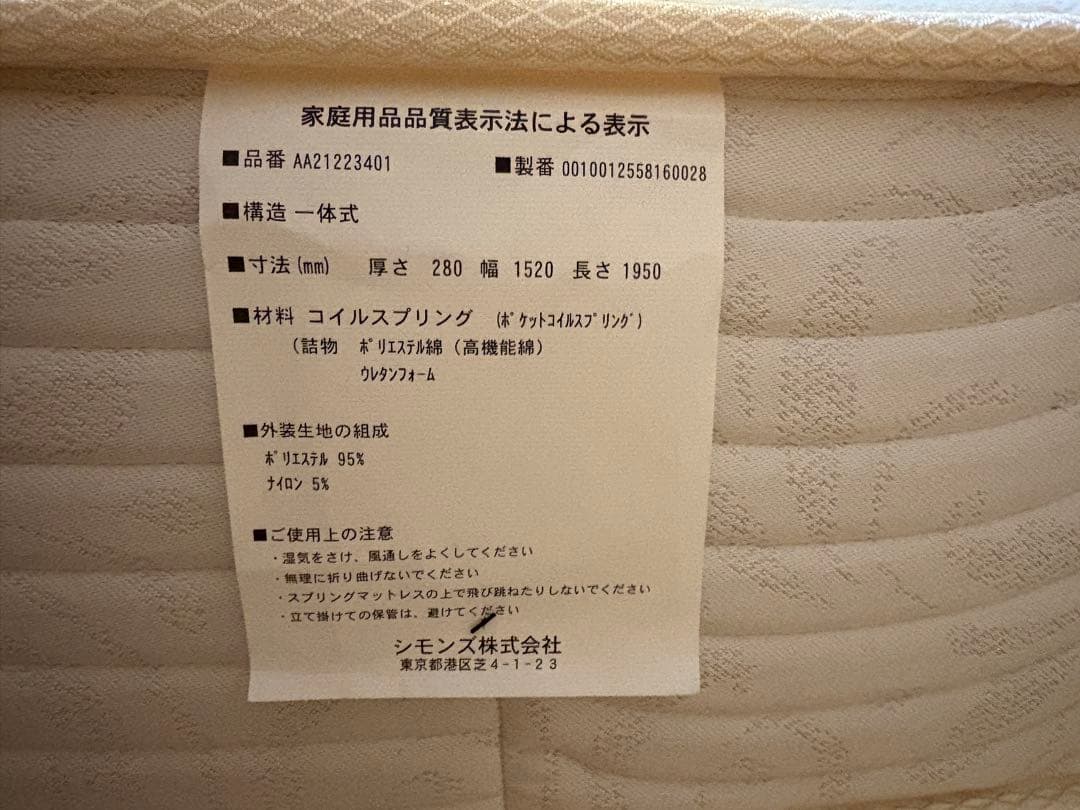 家庭用品品質表示法による表示
■品番 AA21223401 ■製番 0010012558160028
■構造 一体式
■寸法(mm) 厚さ 280 幅 1520 長さ 1950
■材料 コイルスプリング (ﾎﾟｹｯﾄｺｲﾙｽﾌﾟﾘﾝｸﾞ)
(詰物 ﾎﾟﾘｴｽﾃﾙ綿(高機能綿)
ｳﾚﾀﾝﾌｫｰﾑ
■外装生地の組成
ﾎﾟﾘｴｽﾃﾙ 95%
ﾅｲﾛﾝ 5%
■ご使用上の注意
・湿気をさけ、風通しをよくしてください
・無理に折り曲げないでください
・スプリングマットレスの上で飛び跳ねたりしないでください
・立て掛けての保管は、避けてください
シモンズ株式会社
東京都港区芝4-1-23